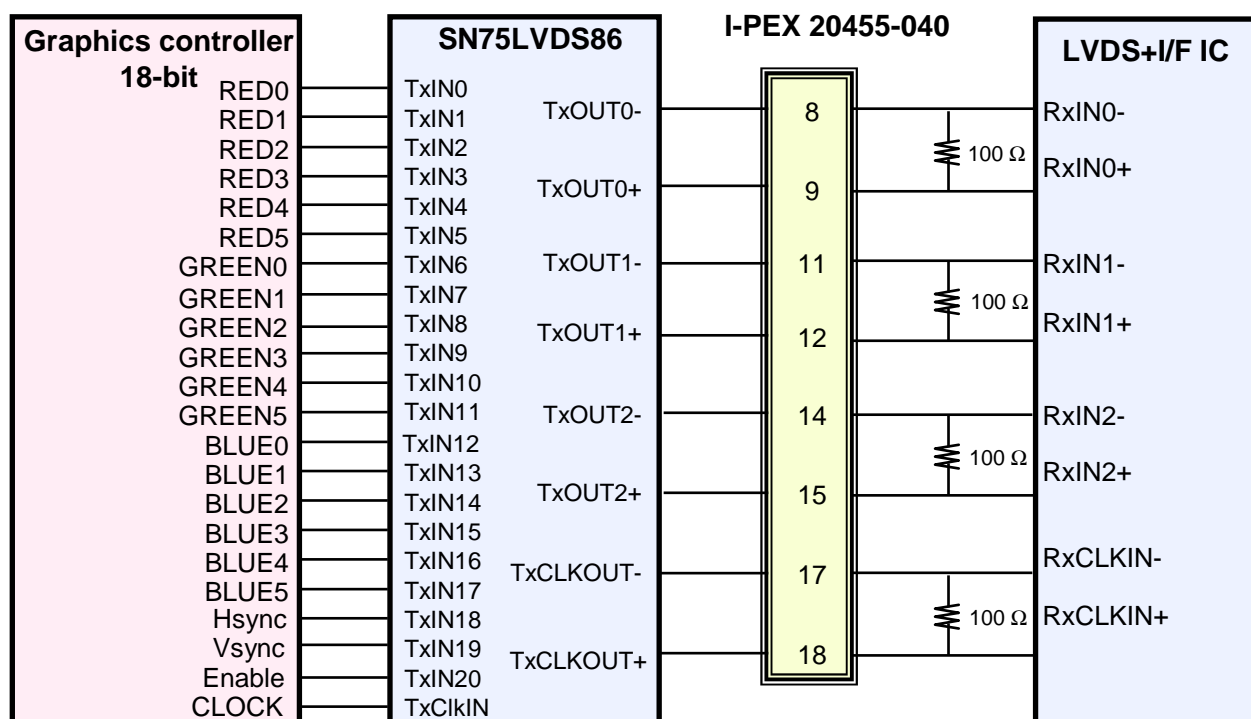 Graphics controller
18-bit
RED0
RED1
RED2
RED3
RED4
RED5
GREEN0
GREEN1
GREEN2
GREEN3
GREEN4
GREEN5
BLUE0
BLUE1
BLUE2
BLUE3
BLUE4
BLUE5
Hsync
Vsync
Enable
CLOCK
SN75LVDS86
TxIN0
TxIN1
TxIN2
TxIN3
TxIN4
TxIN5
TxIN6
TxIN7
TxIN8
TxIN9
TxIN10
TxIN11
TxIN12
TxIN13
TxIN14
TxIN15
TxIN16
TxIN17
TxIN18
TxIN19
TxIN20
TxClkIN
TxOUT0-
TxOUT0+
TxOUT1-
TxOUT1+
TxOUT2-
TxOUT2+
TxCLKOUT-
TxCLKOUT+
I-PEX 20455-040
8
9
11
12
14
15
17
18
100 Ω
100 Ω
100 Ω
100 Ω
LVDS+I/F IC
RxIN0-
RxIN0+
RxIN1-
RxIN1+
RxIN2-
RxIN2+
RxCLKIN-
RxCLKIN+